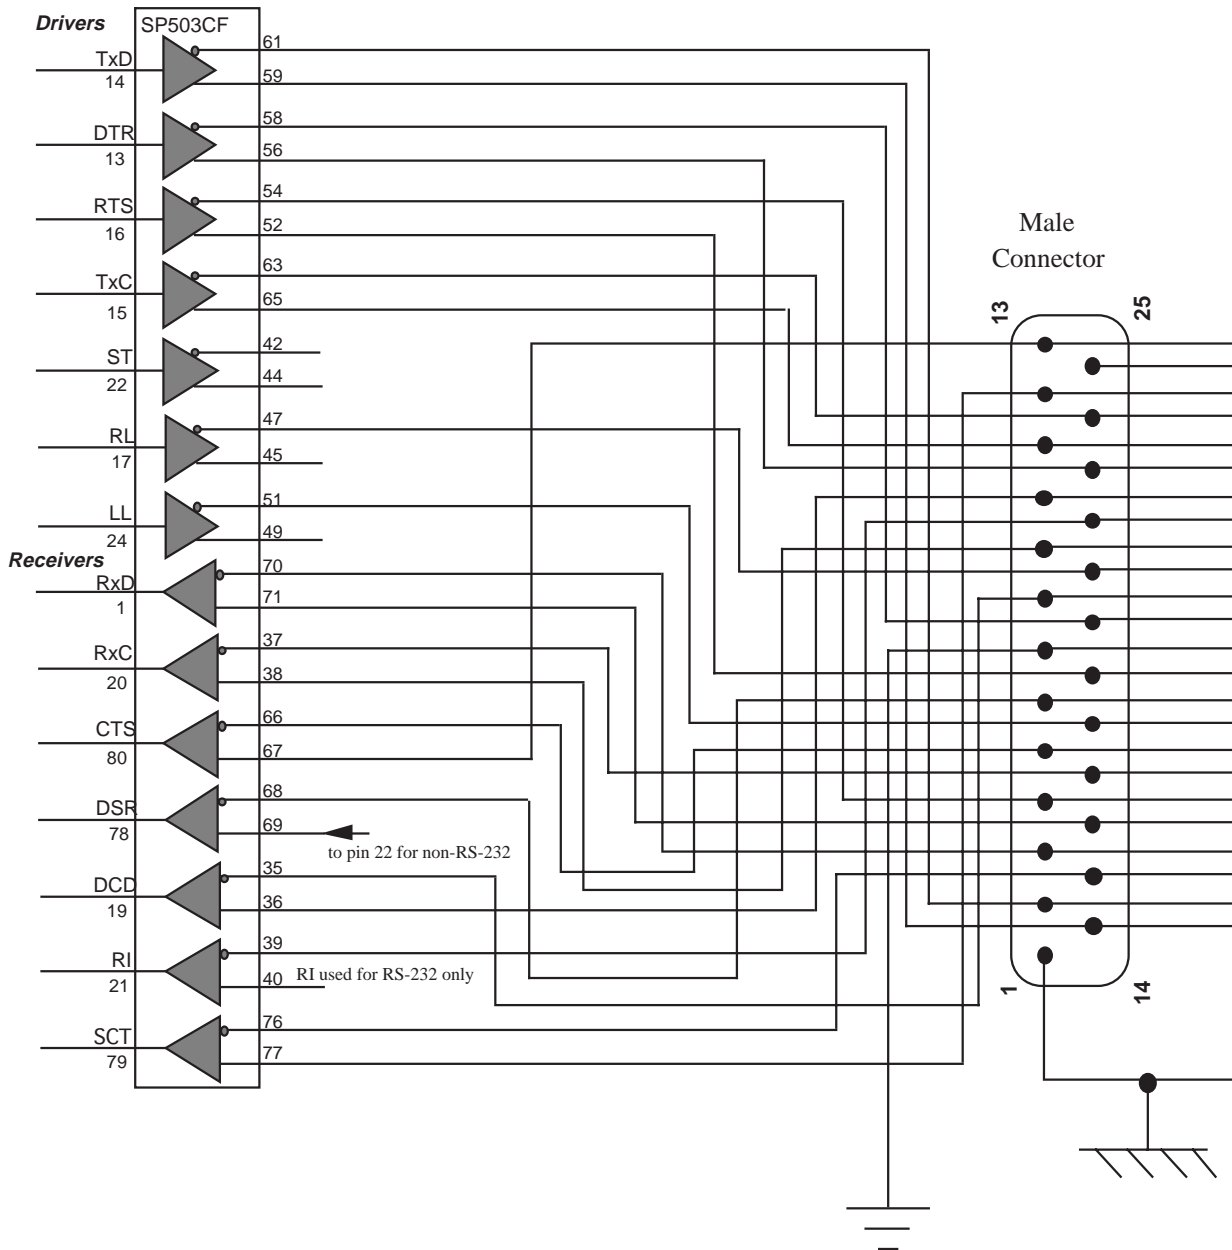 Drivers
SP503CF
TxD
14
61
59
DTR
13
58
56
RTS
16
54
52
TxC
15
63
65
ST
22
42
44
RL
17
47
45
LL
24
51
49
Receivers
RxD
1
70
71
RxC
20
37
38
CTS
80
66
67
DSR
78
68
69
to pin 22 for non-RS-232
DCD
19
35
36
RI
21
39
40
RI used for RS-232 only
SCT
79
76
77
Male
Connector
13
25
1
14